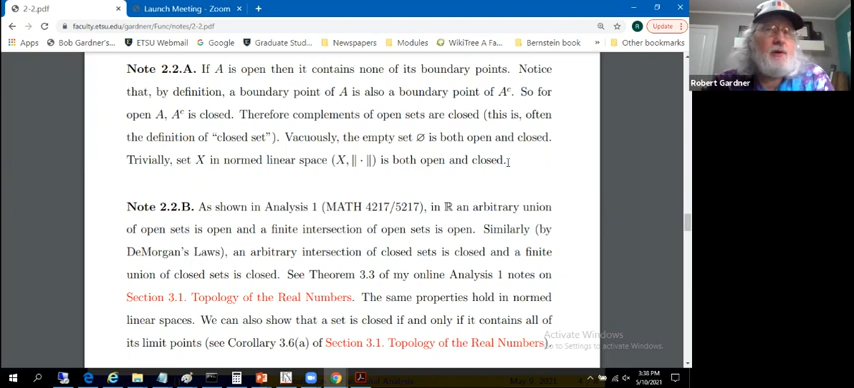 2-2.pdf
Launch Meeting - Zoom
faculty.etsu.edu/gardnerr/Func/notes/2-2.pdf
Update
Apps Bob Gardner's ETSU Webmail Google Graduate Stud... Newspapers Modules WikiTree A Fa... Bernstein book Other bookmarks
Robert Gardner
Note 2.2.A. If A is open then it contains none of its boundary points. Notice
that, by definition, a boundary point of A is also a boundary point of Aᶜ. So for
open A, Aᶜ is closed. Therefore complements of open sets are closed (this is, often
the definition of “closed set”). Vacuously, the empty set ∅ is both open and closed.
Trivially, set X in normed linear space (X, ‖ · ‖) is both open and closed.
Note 2.2.B. As shown in Analysis 1 (MATH 4217/5217), in ℝ an arbitrary union
of open sets is open and a finite intersection of open sets is open. Similarly (by
DeMorgan’s Laws), an arbitrary intersection of closed sets is closed and a finite
union of closed sets is closed. See Theorem 3.3 of my online Analysis 1 notes on
Section 3.1. Topology of the Real Numbers. The same properties hold in normed
linear spaces. We can also show that a set is closed if and only if it contains all of
its limit points (see Corollary 3.6(a) of Section 3.1. Topology of the Real Numbers).
Activate Windows
Go to Settings to activate Windows.
3:38 PM
5/10/2021